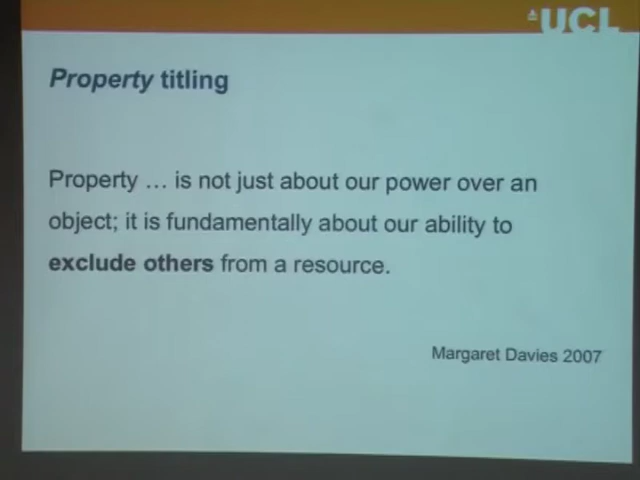 UCL
Property titling
Property … is not just about our power over an
object; it is fundamentally about our ability to
exclude others from a resource.
Margaret Davies 2007